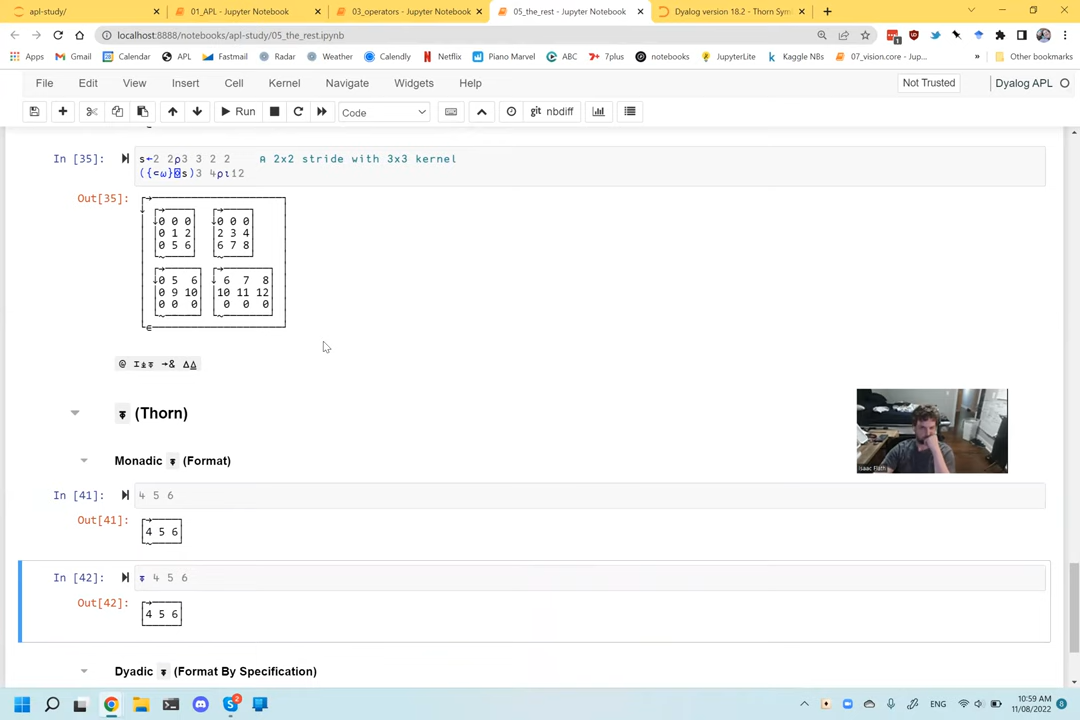 apl-study/
01_APL - Jupyter Notebook
03_operators - Jupyter Notebook
05_the_rest - Jupyter Notebook
Dyalog version 18.2 - Thorn Sym
localhost:8888/notebooks/apl-study/05_the_rest.ipynb
Apps Gmail Calendar APL Fastmail Radar Weather Calendly Netflix Piano Marvel ABC 7plus notebooks JupyterLite Kaggle NBs 07_vision.core - Jup... » Other bookmarks
File Edit View Insert Cell Kernel Navigate Widgets Help Not Trusted Dyalog APL
Run Code git nbdiff
In [35]: s←2 2⍴3 3 2 2 ⍝ 2x2 stride with 3x3 kernel
({⊂⍵}⌺s)3 4⍴⍳12
Out[35]:
0 0 0 0 0 0
0 1 2 2 3 4
0 5 6 6 7 8
0 5 6 6 7 8
0 9 10 10 11 12
0 0 0 0 0 0
@ ⌶⍎⍕ →& ∆⍙
⍕ (Thorn)
Monadic ⍕ (Format)
In [41]: 4 5 6
Out[41]:
4 5 6
In [42]: ⍕ 4 5 6
Out[42]:
4 5 6
Isaac Flath
Dyadic ⍕ (Format By Specification)
ENG
10:59 AM
11/08/2022